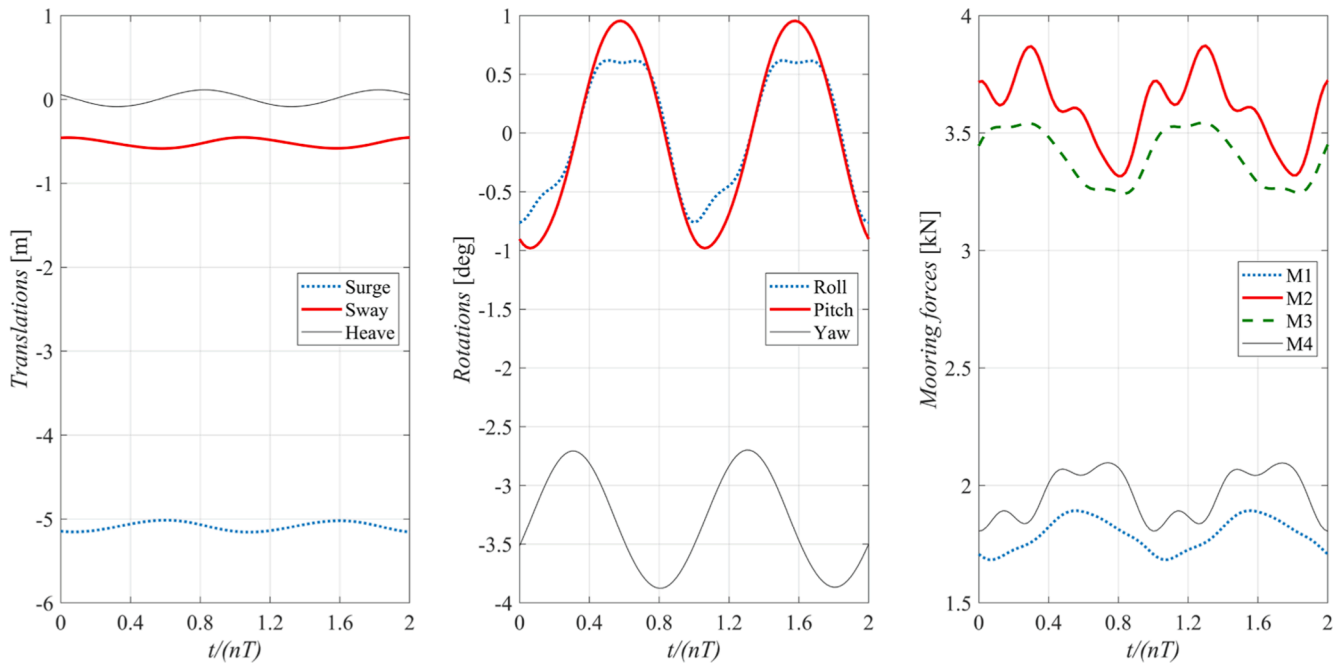 1
0
-1
-2
-3
-4
-5
-6
Translations [m]
Surge
Sway
Heave
0 0.4 0.8 1.2 1.6 2
t/(nT)
1
0.5
0
-0.5
-1
-1.5
-2
-2.5
-3
-3.5
-4
Rotations [deg]
Roll
Pitch
Yaw
0 0.4 0.8 1.2 1.6 2
t/(nT)
4
3.5
3
2.5
2
1.5
Mooring forces [kN]
M1
M2
M3
M4
0 0.4 0.8 1.2 1.6 2
t/(nT)